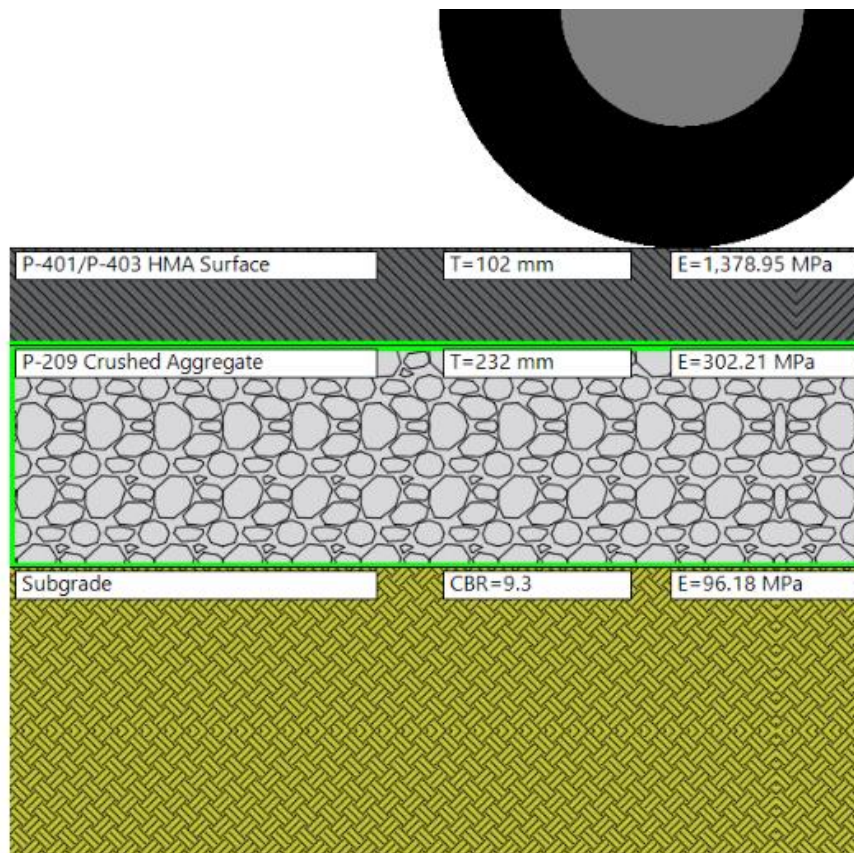 P-401/P-403 HMA Surface T=102 mm E=1,378.95 MPa
P-209 Crushed Aggregate T=232 mm E=302.21 MPa
Subgrade CBR=9.3 E=96.18 MPa